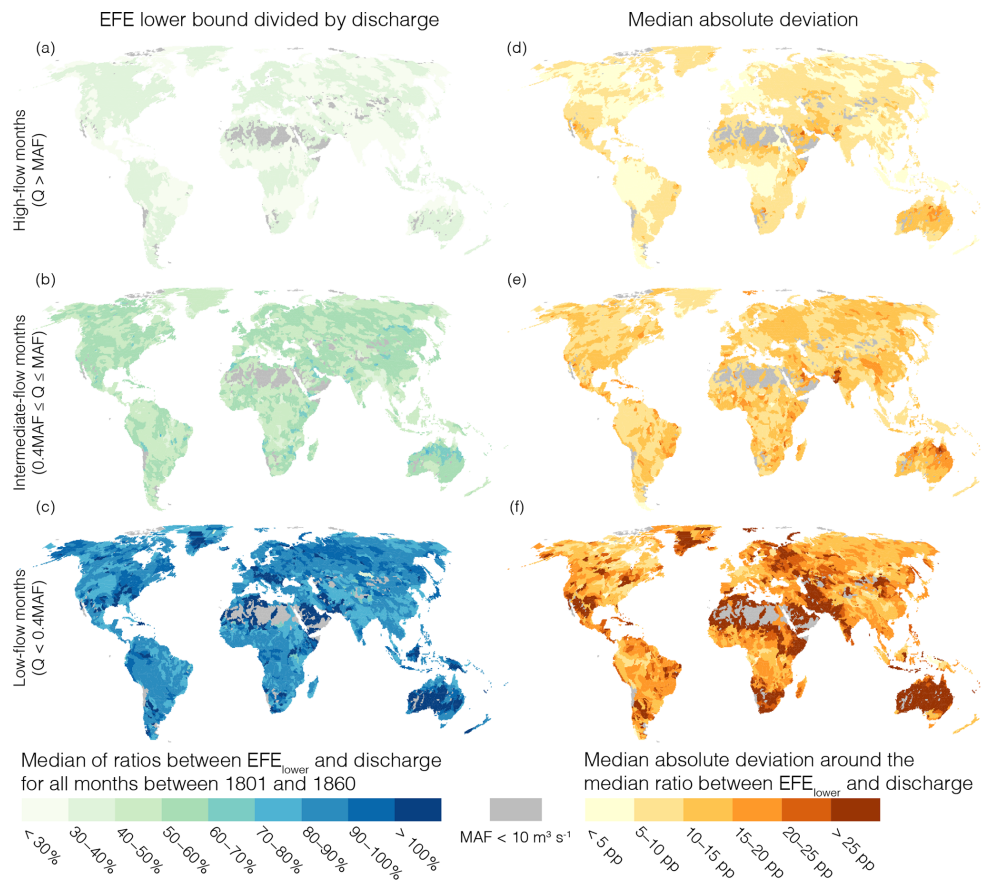 EFE lower bound divided by discharge
Median absolute deviation
(a)
(d)
High-flow months
(Q > MAF)
(b)
(e)
Intermediate-flow months
(0.4MAF ≤ Q ≤ MAF)
(c)
(f)
Low-flow months
(Q < 0.4MAF)
Median of ratios between EFE_lower and discharge
for all months between 1801 and 1860
< 30%
30–40%
40–50%
50–60%
60–70%
70–80%
80–90%
90–100%
> 100%
MAF < 10 m³ s⁻¹
Median absolute deviation around the
median ratio between EFE_lower and discharge
< 5 pp
5–10 pp
10–15 pp
15–20 pp
20–25 pp
> 25 pp